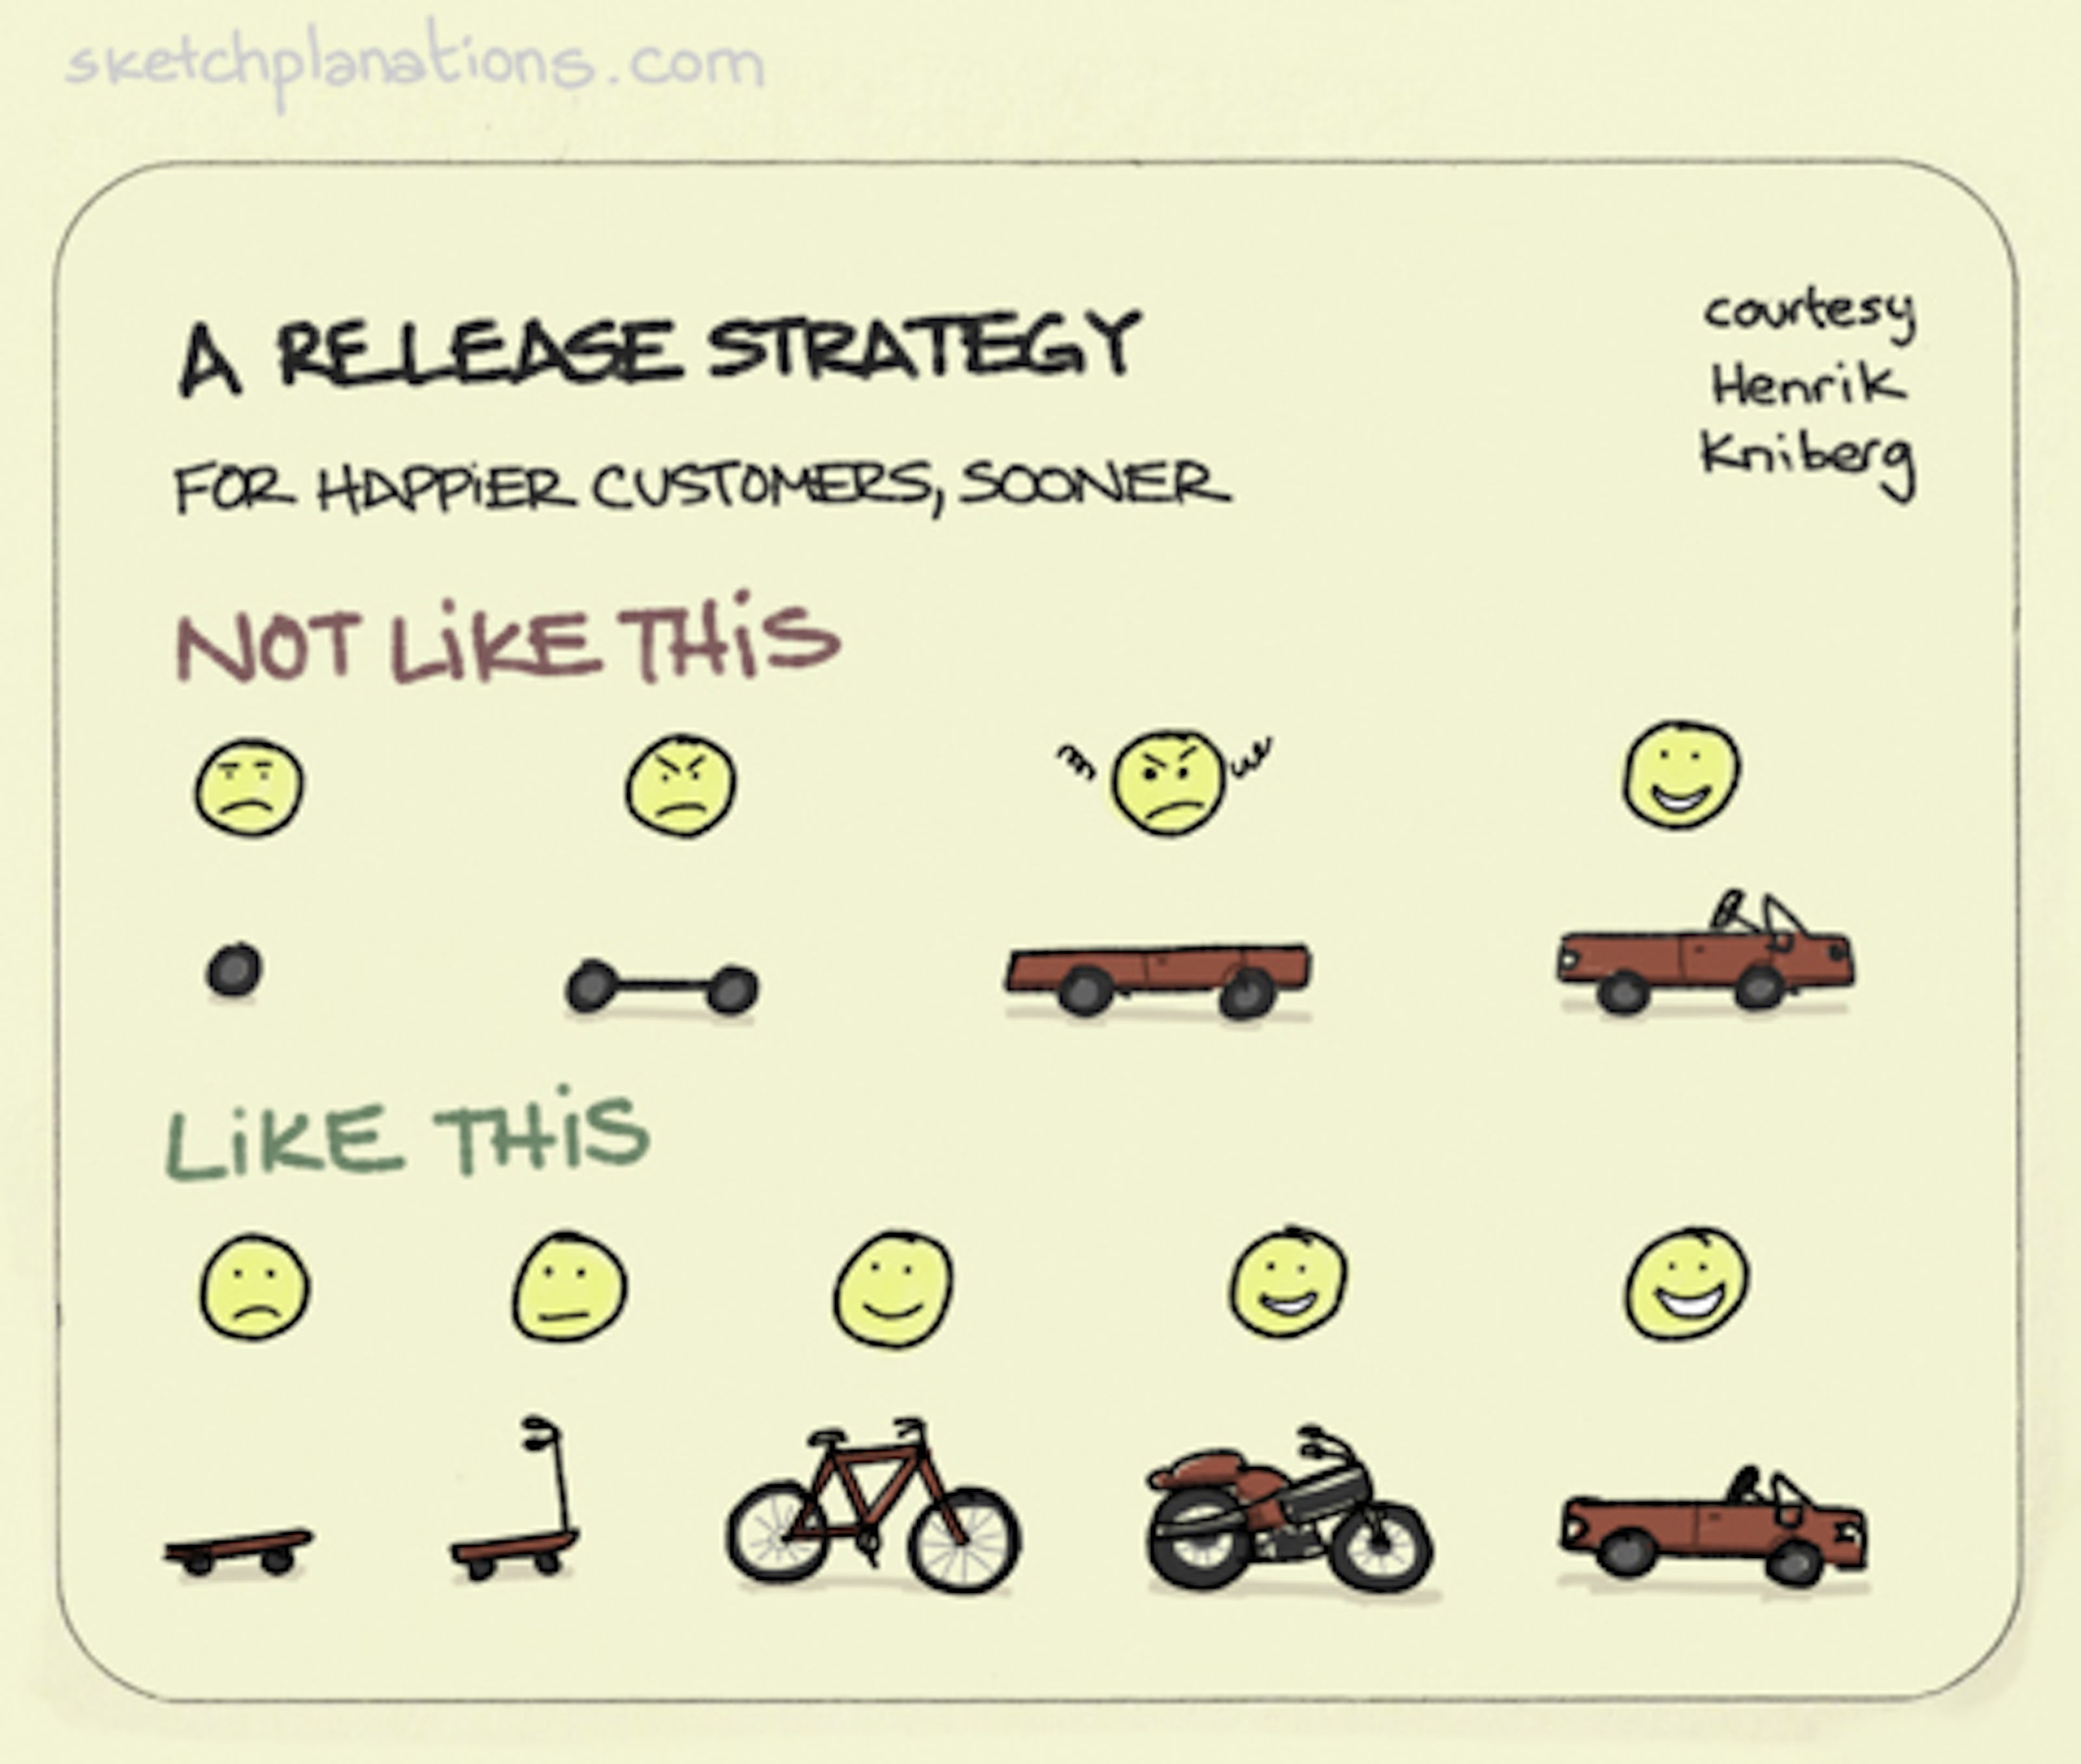 sketchplanations.com
A RELEASE STRATEGY
FOR HAPPIER CUSTOMERS, SOONER
courtesy
Henrik
Kniberg
NOT LIKE THIS
LIKE THIS